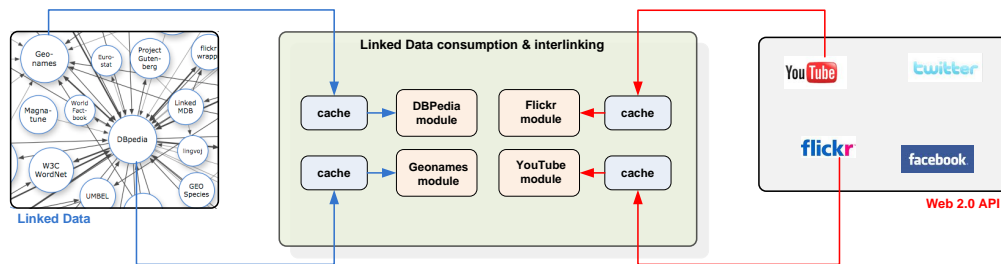 Geo-
names
Euro-
stat
Project
Guten-
berg
flickr
wrapp
Magna-
tune
World
Fact-
book
Linked
MDB
DBpedia
lingvoj
W3C
WordNet
UMBEL
GEO
Species
Linked Data
Linked Data consumption & interlinking
cache
DBPedia
module
Flickr
module
cache
cache
Geonames
module
YouTube
module
cache
YouTube
twitter
flickr
facebook
Web 2.0 API